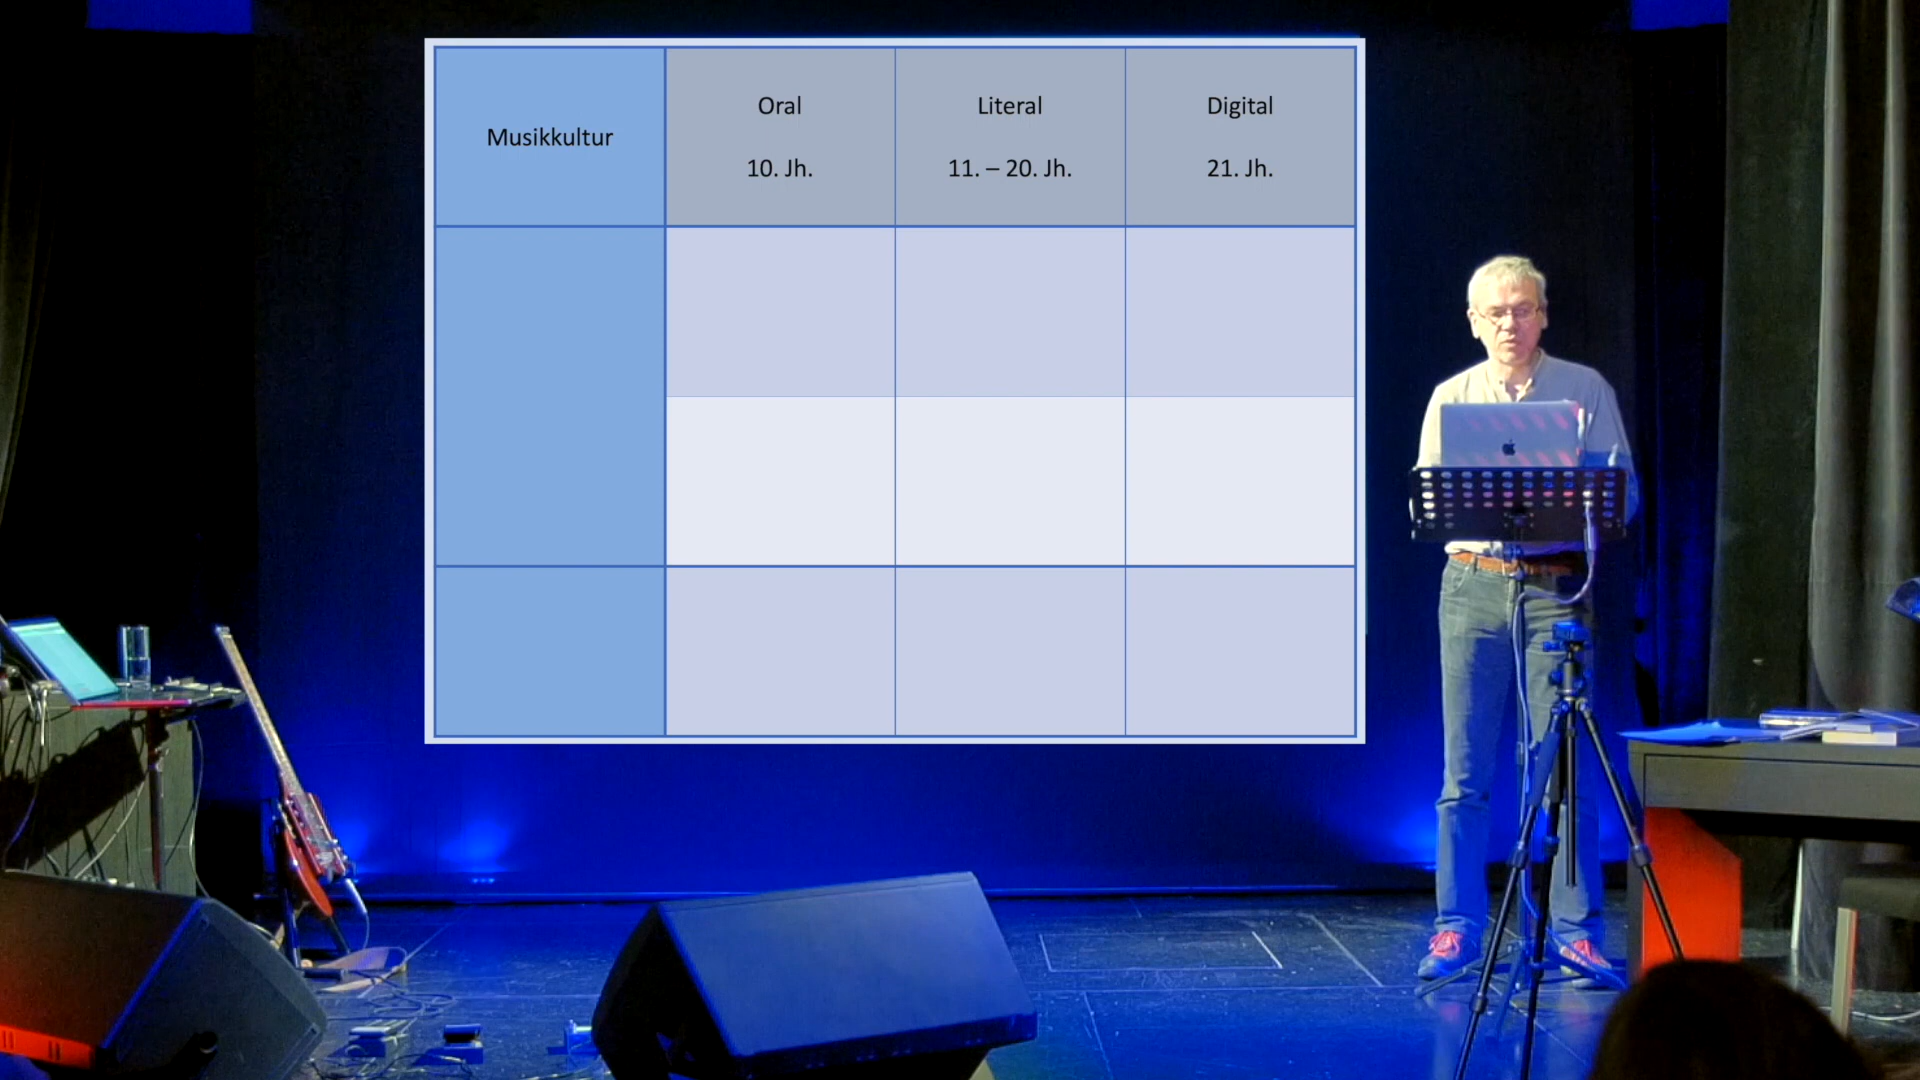 Musikkultur
Oral
10. Jh.
Literal
11. – 20. Jh.
Digital
21. Jh.